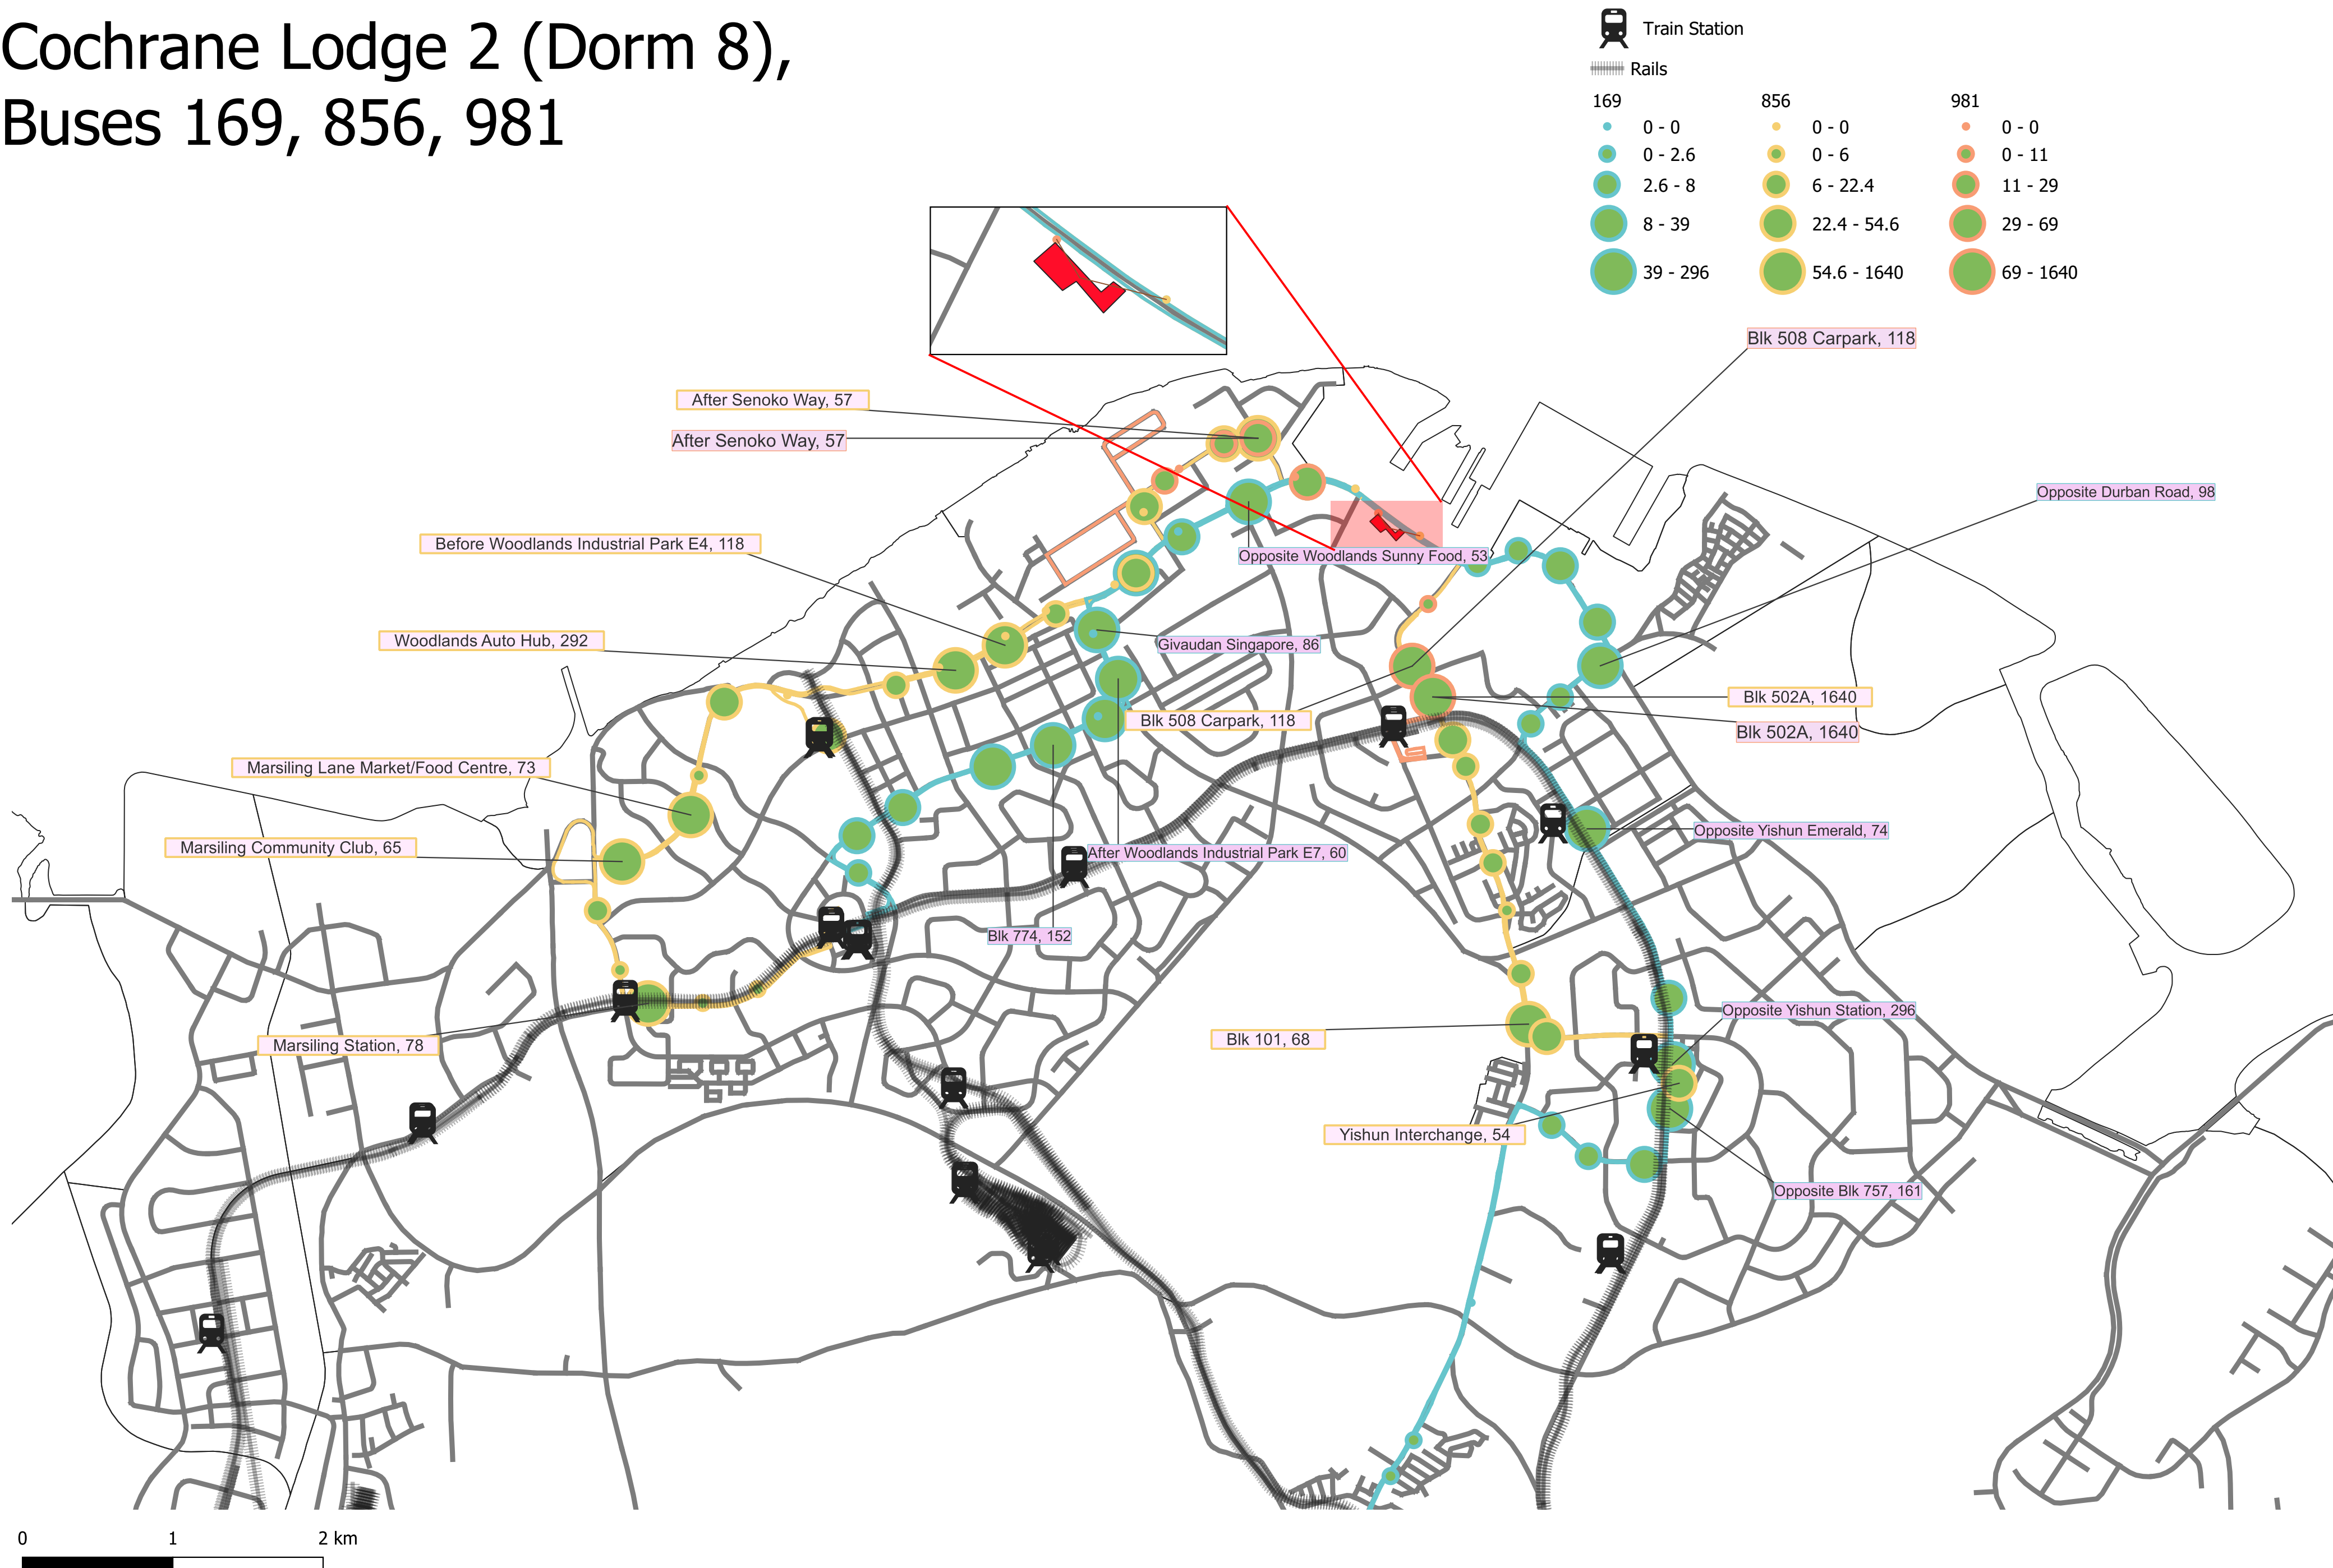 Cochrane Lodge 2 (Dorm 8),
Buses 169, 856, 981
Train Station
Rails
169 856 981
0 - 0 0 - 0 0 - 0
0 - 2.6 0 - 6 0 - 11
2.6 - 8 6 - 22.4 11 - 29
8 - 39 22.4 - 54.6 29 - 69
39 - 296 54.6 - 1640 69 - 1640
Blk 508 Carpark, 118
After Senoko Way, 57
After Senoko Way, 57
Opposite Durban Road, 98
Before Woodlands Industrial Park E4, 118
Opposite Woodlands Sunny Food, 53
Woodlands Auto Hub, 292
Givaudan Singapore, 86
Blk 502A, 1640
Blk 508 Carpark, 118
Blk 502A, 1640
Marsiling Lane Market/Food Centre, 73
Opposite Yishun Emerald, 74
Marsiling Community Club, 65
After Woodlands Industrial Park E7, 60
Blk 774, 152
Opposite Yishun Station, 296
Blk 101, 68
Marsiling Station, 78
Yishun Interchange, 54
Opposite Blk 757, 161
0 1 2 km